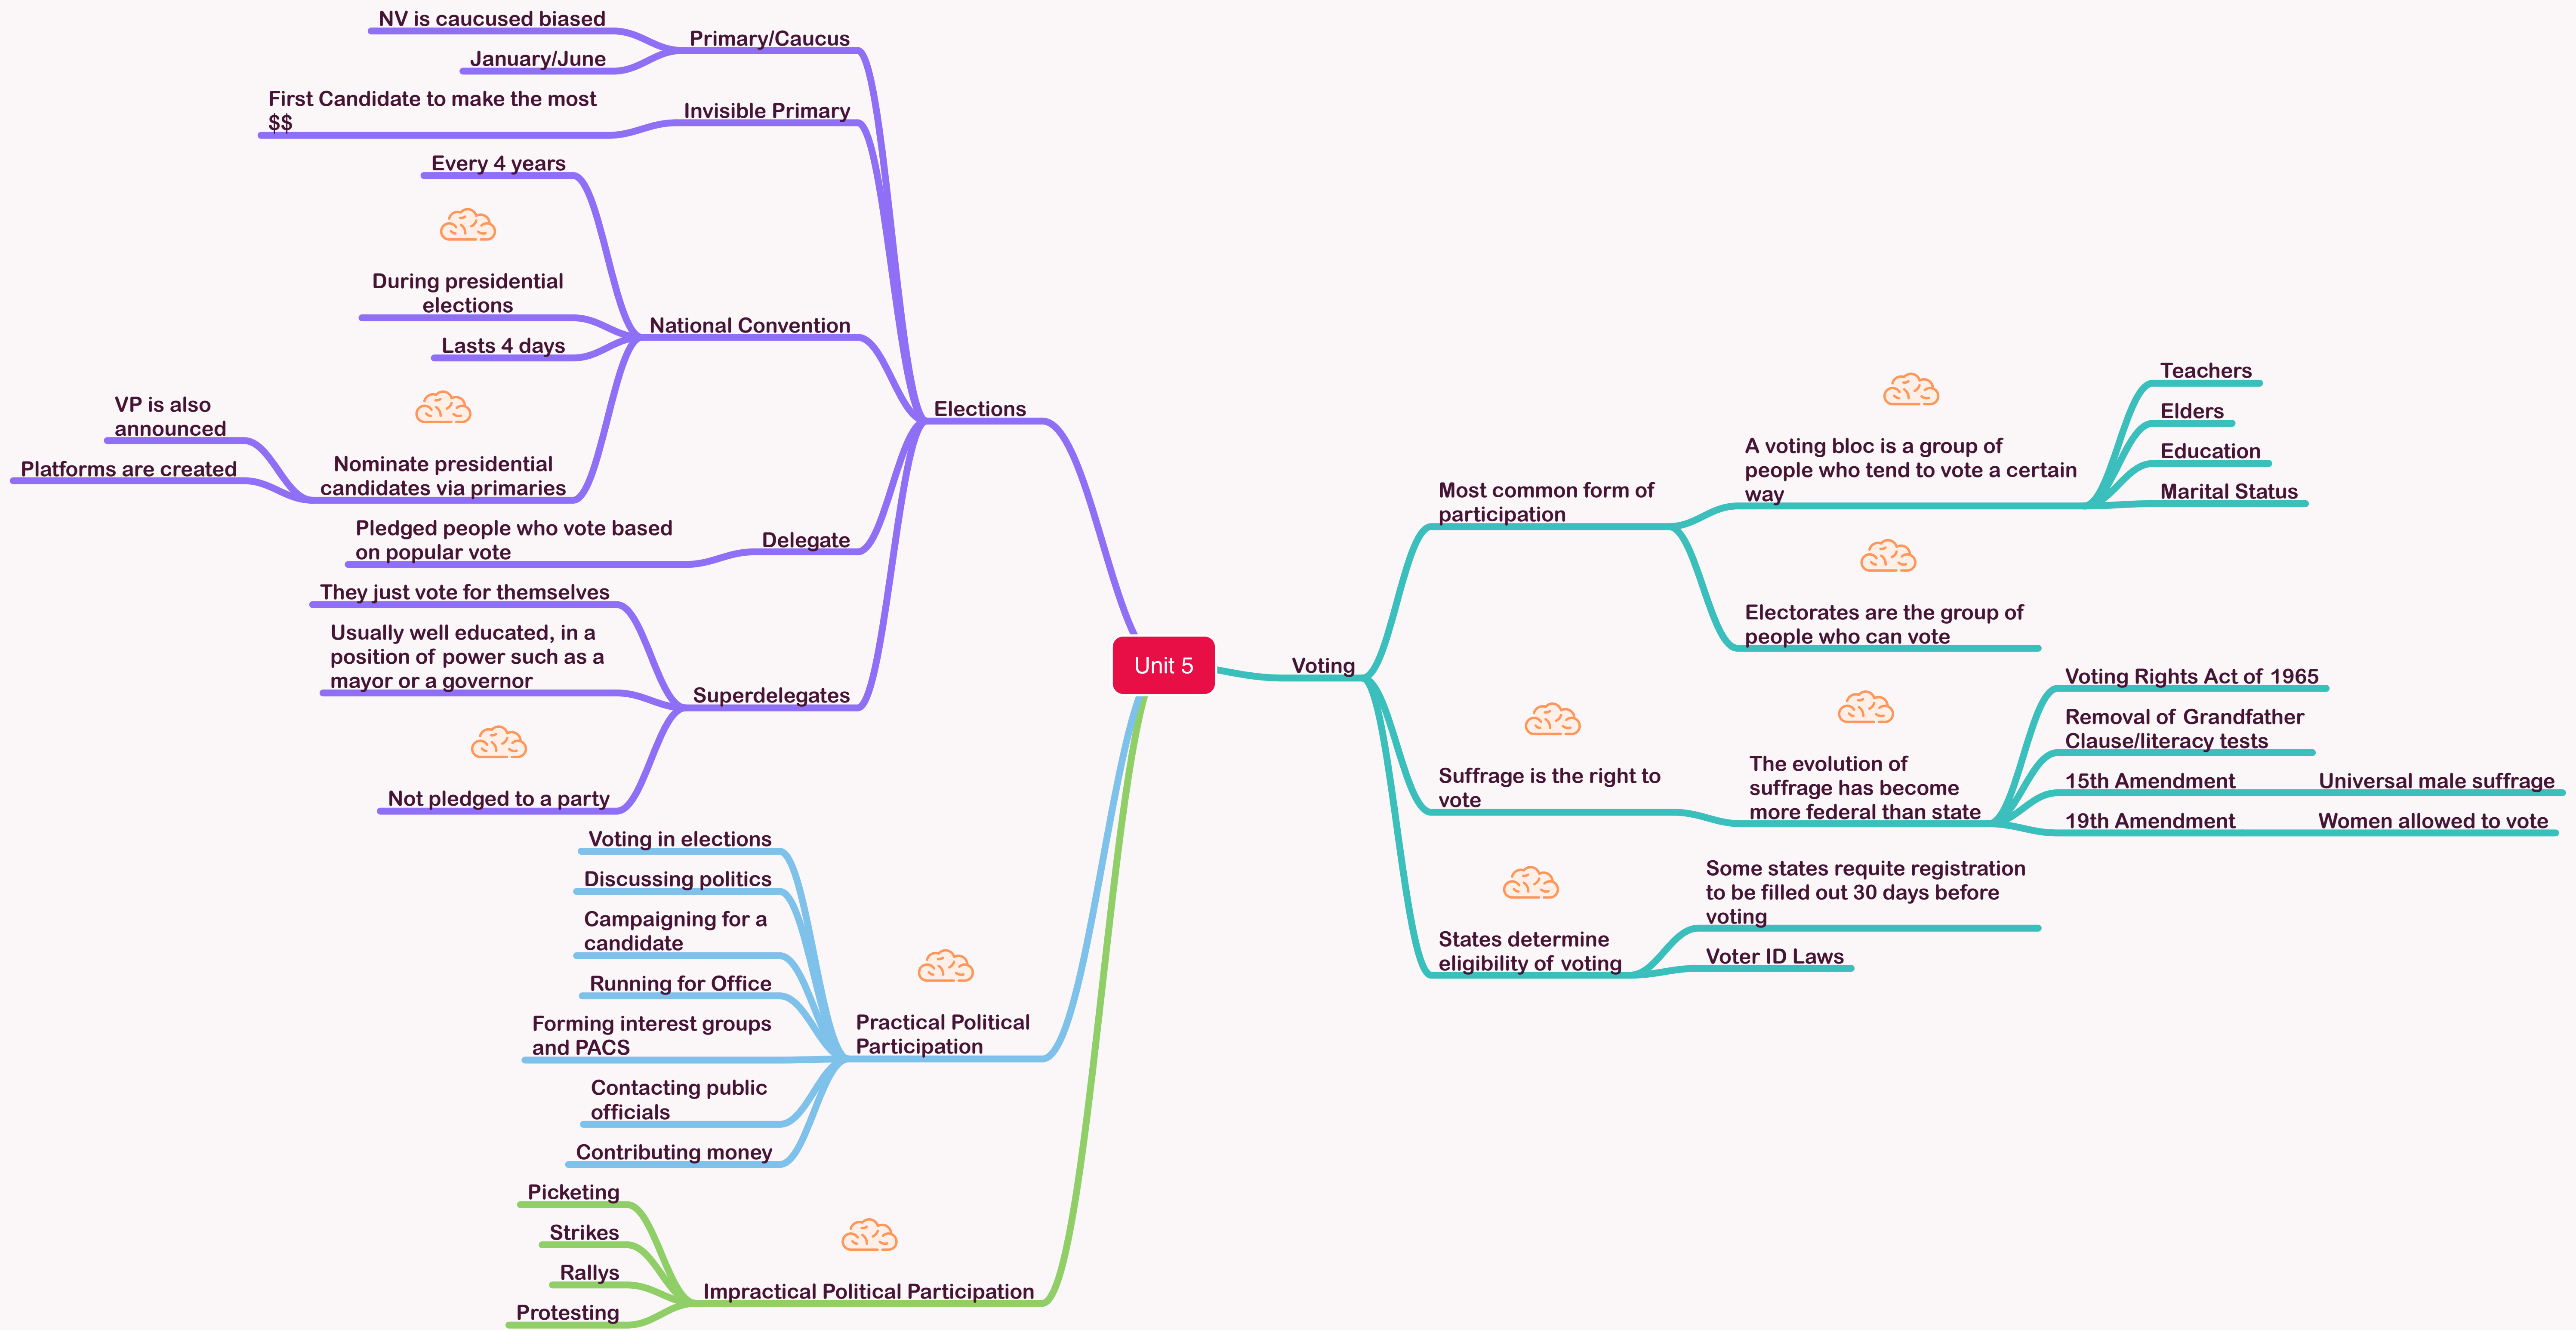 NV is caucused biased
Primary/Caucus
January/June
First Candidate to make the most
$$
Invisible Primary
Every 4 years
During presidential
elections
National Convention
Lasts 4 days
VP is also
announced
Platforms are created
Nominate presidential
candidates via primaries
Elections
Pledged people who vote based
on popular vote
Delegate
They just vote for themselves
Usually well educated, in a
position of power such as a
mayor or a governor
Superdelegates
Not pledged to a party
Voting in elections
Discussing politics
Campaigning for a
candidate
Running for Office
Forming interest groups
and PACS
Practical Political
Participation
Contacting public
officials
Contributing money
Picketing
Strikes
Rallys
Impractical Political Participation
Protesting
Unit 5
Voting
Most common form of
participation
A voting bloc is a group of
people who tend to vote a certain
way
Teachers
Elders
Education
Marital Status
Electorates are the group of
people who can vote
Suffrage is the right to
vote
The evolution of
suffrage has become
more federal than state
Voting Rights Act of 1965
Removal of Grandfather
Clause/literacy tests
15th Amendment
Universal male suffrage
19th Amendment
Women allowed to vote
States determine
eligibility of voting
Some states requite registration
to be filled out 30 days before
voting
Voter ID Laws